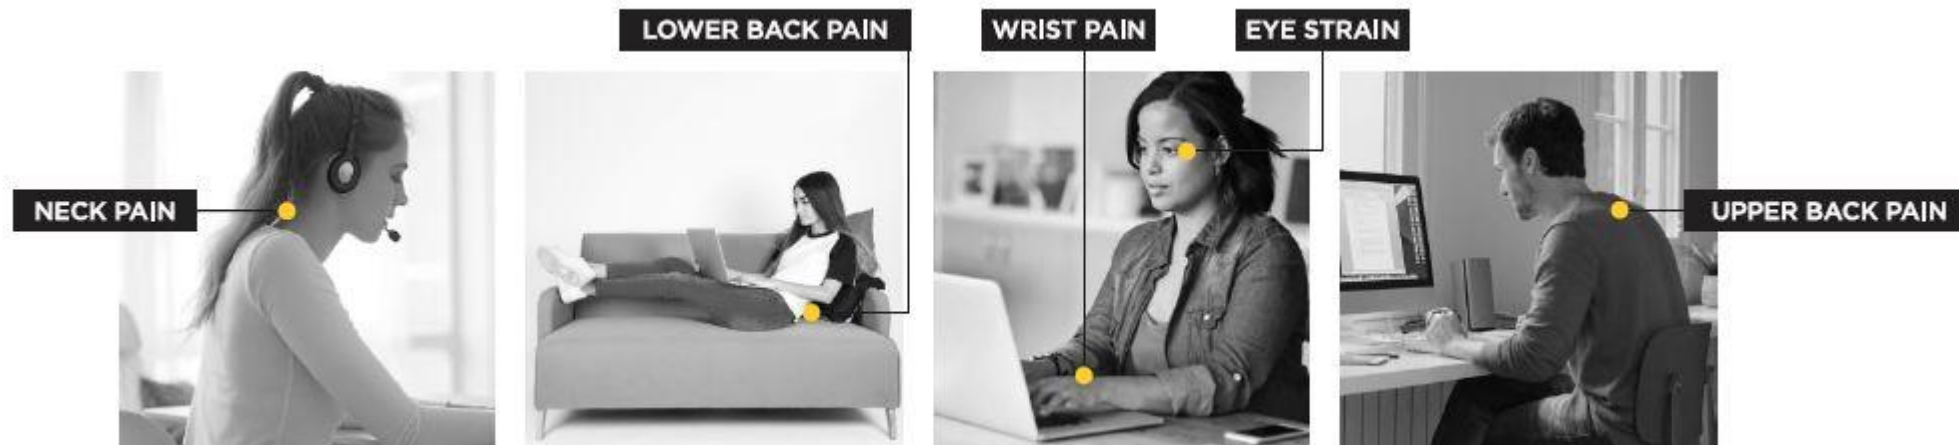 LOWER BACK PAIN
WRIST PAIN
EYE STRAIN
NECK PAIN
UPPER BACK PAIN